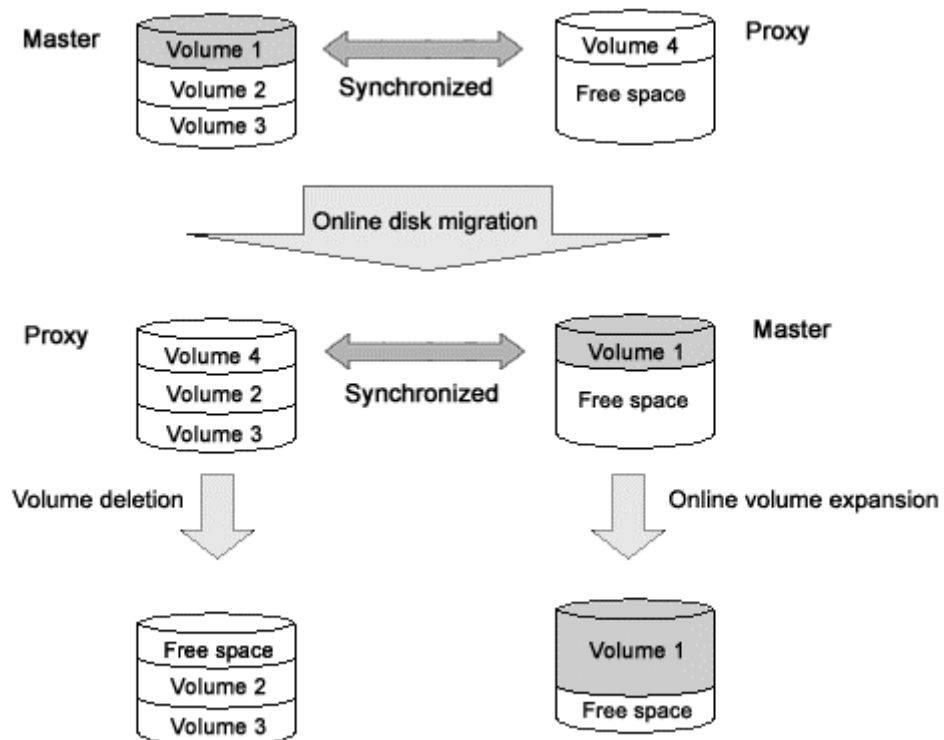 Master
Volume 1
Volume 2
Volume 3
Synchronized
Volume 4
Free space
Proxy
Online disk migration
Proxy
Volume 4
Volume 2
Volume 3
Synchronized
Volume 1
Free space
Master
Volume deletion
Online volume expansion
Free space
Volume 2
Volume 3
Volume 1
Free space